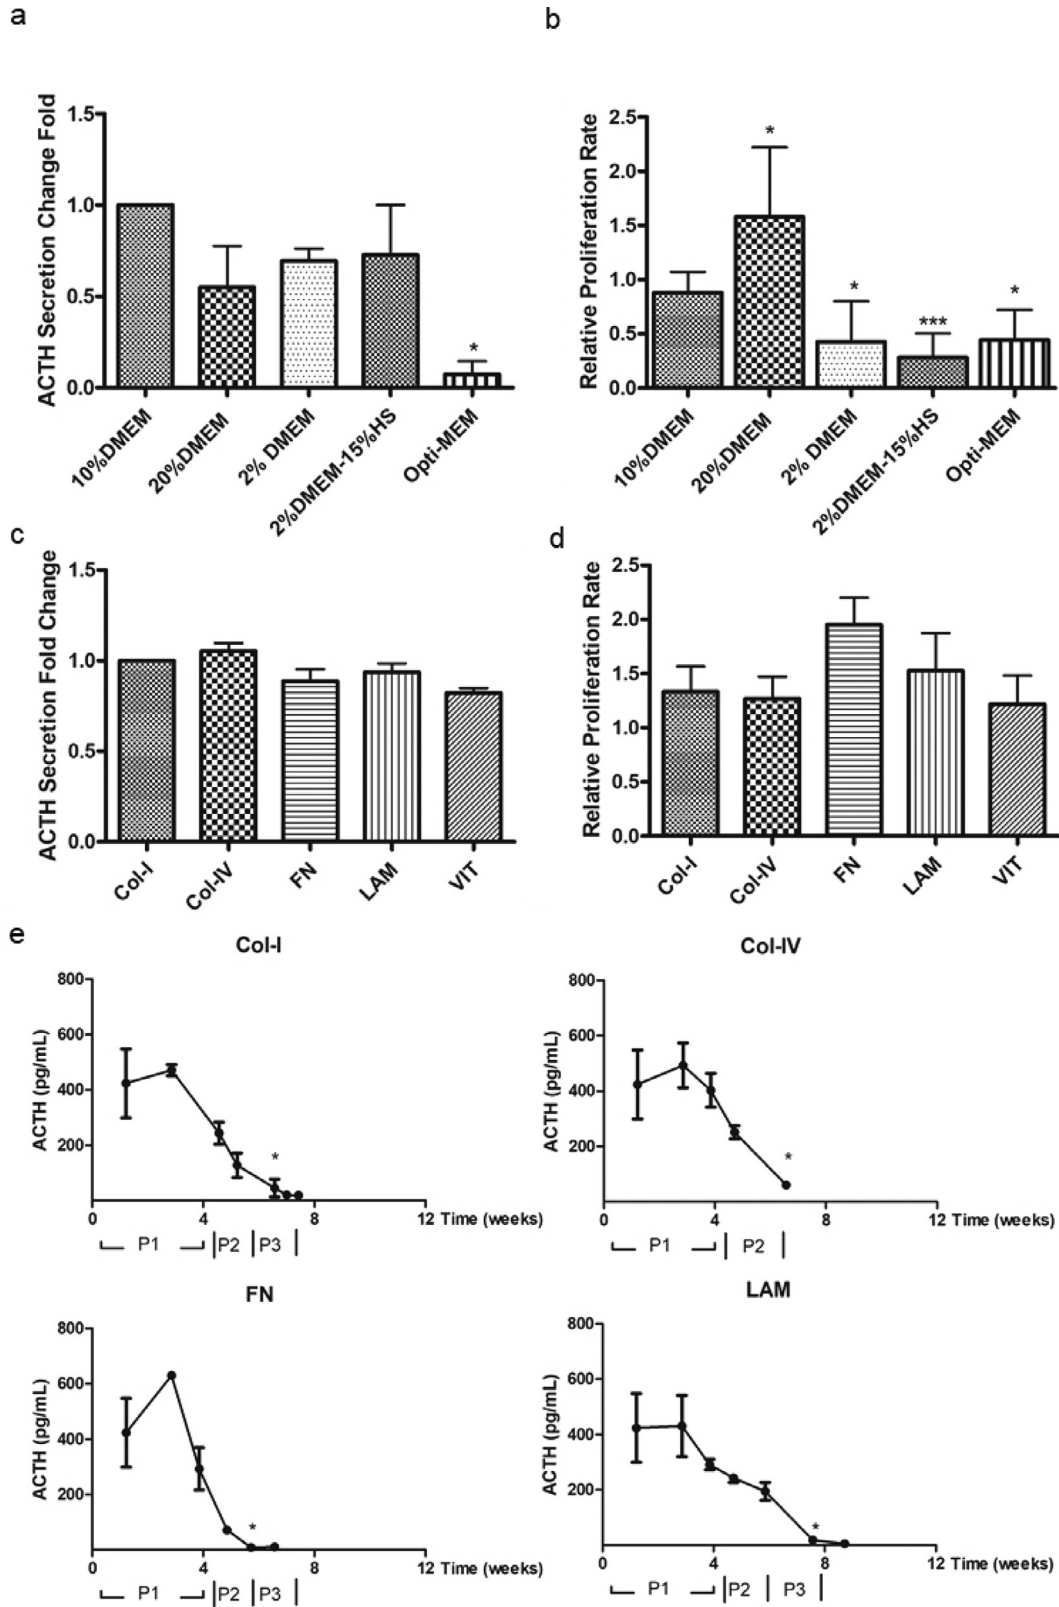 a
ACTH Secretion Change Fold
1.5
1.0
0.5
0.0
*
10%DMEM
20%DMEM
2% DMEM
2%DMEM-15%HS
Opti-MEM
b
Relative Proliferation Rate
2.5
2.0
1.5
1.0
0.5
0.0
*
*
***
*
10%DMEM
20%DMEM
2% DMEM
2%DMEM-15%HS
Opti-MEM
c
ACTH Secretion Fold Change
1.5
1.0
0.5
0.0
Col-I
Col-IV
FN
LAM
VIT
d
Relative Proliferation Rate
2.5
2.0
1.5
1.0
0.5
0.0
Col-I
Col-IV
FN
LAM
VIT
e
Col-I
ACTH (pg/mL)
800
600
400
200
*
0 4 8 12 Time (weeks)
P1 P2 P3
Col-IV
ACTH (pg/mL)
800
600
400
200
*
0 4 8 12 Time (weeks)
P1 P2
FN
ACTH (pg/mL)
800
600
400
200
*
0 4 8 12 Time (weeks)
P1 P2 P3
LAM
ACTH (pg/mL)
800
600
400
200
*
0 4 8 12 Time (weeks)
P1 P2 P3